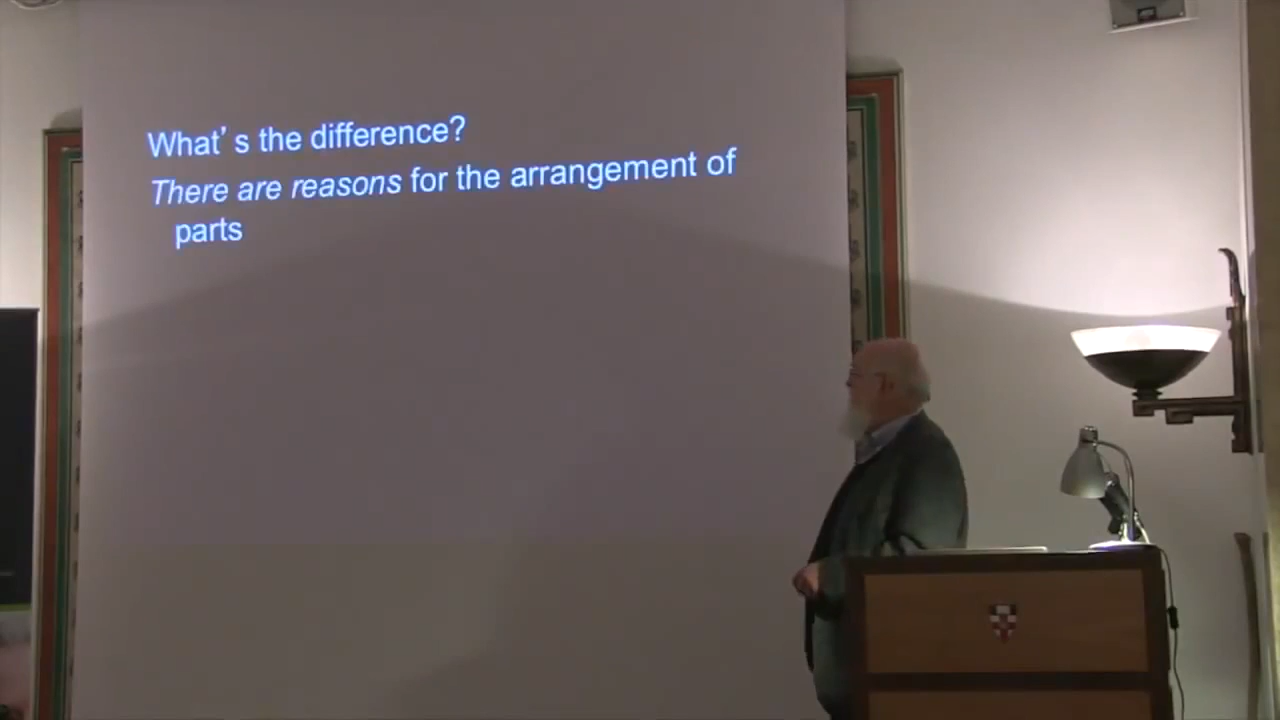 What's the difference?
There are reasons for the arrangement of
parts